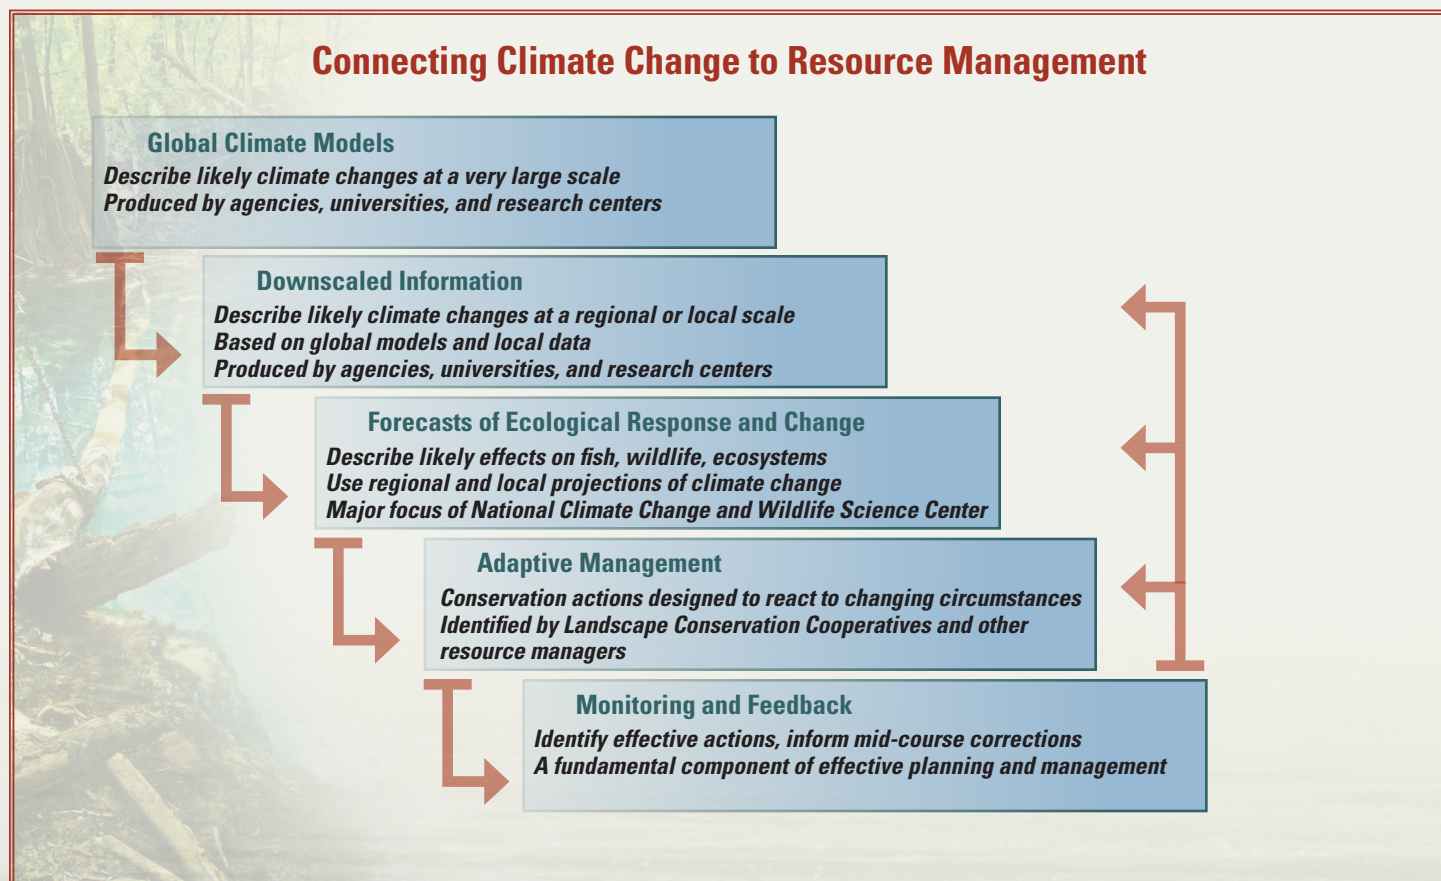 Connecting Climate Change to Resource Management
Global Climate Models
Describe likely climate changes at a very large scale
Produced by agencies, universities, and research centers
Downscaled Information
Describe likely climate changes at a regional or local scale
Based on global models and local data
Produced by agencies, universities, and research centers
Forecasts of Ecological Response and Change
Describe likely effects on fish, wildlife, ecosystems
Use regional and local projections of climate change
Major focus of National Climate Change and Wildlife Science Center
Adaptive Management
Conservation actions designed to react to changing circumstances
Identified by Landscape Conservation Cooperatives and other
resource managers
Monitoring and Feedback
Identify effective actions, inform mid-course corrections
A fundamental component of effective planning and management